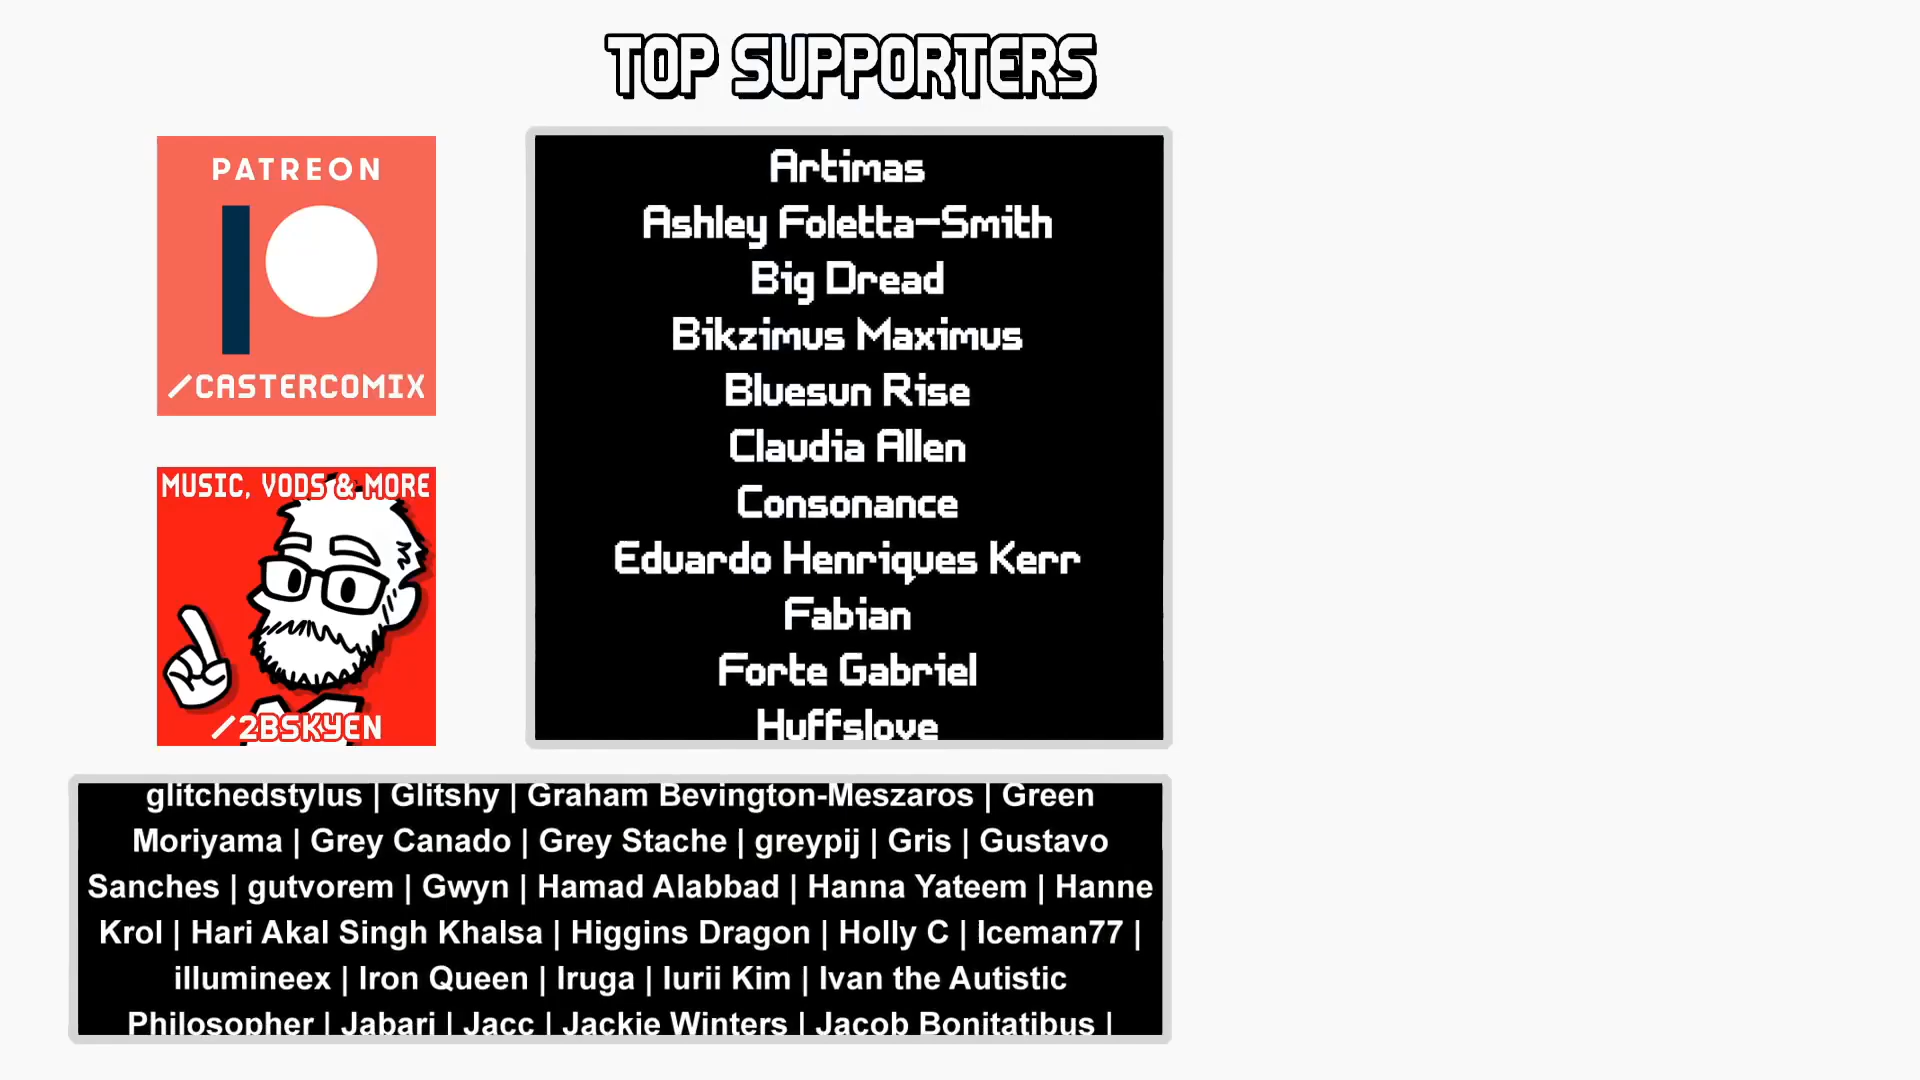 TOP SUPPORTERS
PATREON
/CASTERCOMIX
MUSIC, VODS & MORE
/2BSKYEN
Artimas
Ashley Foletta-Smith
Big Dread
Bikzimus Maximus
Bluesun Rise
Claudia Allen
Consonance
Eduardo Henriques Kerr
Fabian
Forte Gabriel
Huffslove
glitchedstylus | Glitshy | Graham Bevington-Meszaros | Green
Moriyama | Grey Canado | Grey Stache | greypij | Gris | Gustavo
Sanches | gutvorem | Gwyn | Hamad Alabbad | Hanna Yateem | Hanne
Krol | Hari Akal Singh Khalsa | Higgins Dragon | Holly C | Iceman77 |
illumineex | Iron Queen | Iruga | Iurii Kim | Ivan the Autistic
Philosopher | Jabari | Jacc | Jackie Winters | Jacob Bonitatibus |